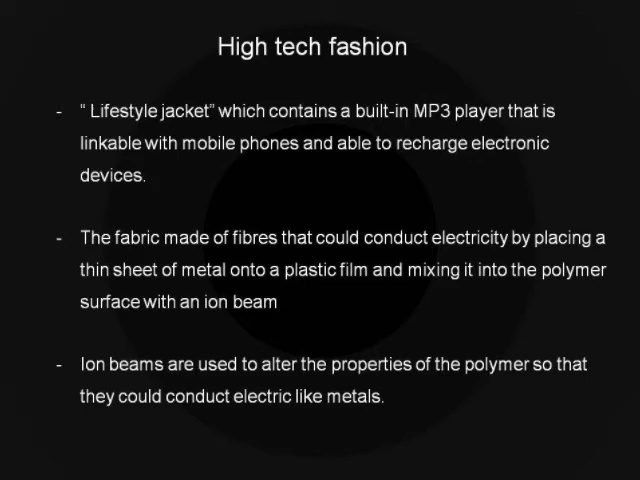 High tech fashion
- " Lifestyle jacket" which contains a built-in MP3 player that is
linkable with mobile phones and able to recharge electronic
devices.
- The fabric made of fibres that could conduct electricity by placing a
thin sheet of metal onto a plastic film and mixing it into the polymer
surface with an ion beam
- Ion beams are used to alter the properties of the polymer so that
they could conduct electric like metals.